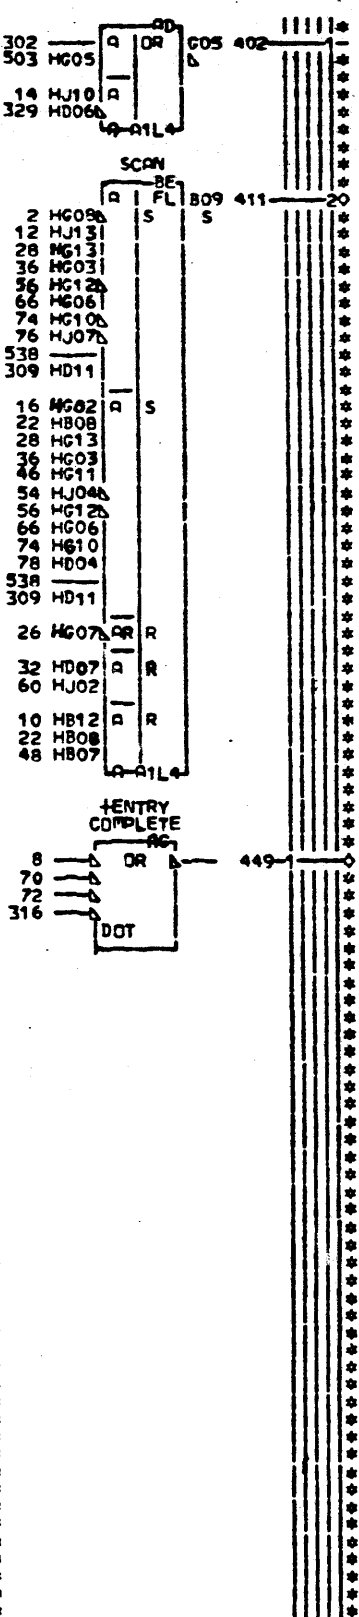 AD
302 A OR G05 402 1
503 HG05
14 HJ10 A
329 HD06
A A1L4
SCAN
BE
A FL B09 411 20
2 HG09 S S
12 HJ13
28 HG13
36 HG03
56 HG12
66 HG06
74 HG10
76 HJ07
538
309 HD11
16 HG02 A S
22 HB08
28 HG13
36 HG03
46 HG11
54 HJ04
56 HG12
66 HG06
74 HG10
78 HD04
538
309 HD11
26 HG07 AR R
32 HD07 A R
60 HJ02
10 HB12 A R
22 HB08
48 HB07
A A1L4
+ENTRY
COMPLETE
AG
8 OR 449 1
70
72
316
DOT